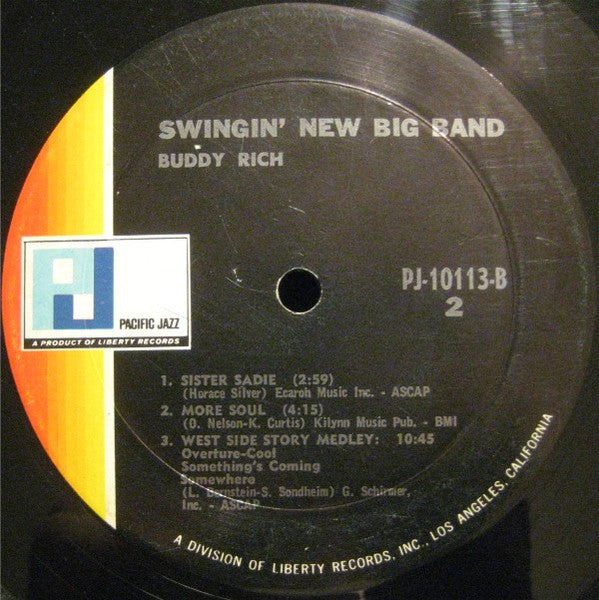 SWINGIN' NEW BIG BAND
BUDDY RICH
PJ
PACIFIC JAZZ
A PRODUCT OF LIBERTY RECORDS
PJ-10113-B
2
1. SISTER SADIE (2:59)
(Horace Silver) Ecaroh Music Inc. - ASCAP
2. MORE SOUL (4:15)
(O. Nelson-K. Curtis) Kilynn Music Pub. - BMI
3. WEST SIDE STORY MEDLEY: 10:45
Overture-Cool
Something's Coming
Somewhere
(L. Bernstein-S. Sondheim) G. Schirmer,
Inc. - ASCAP
A DIVISION OF LIBERTY RECORDS, INC., LOS ANGELES, CALIFORNIA